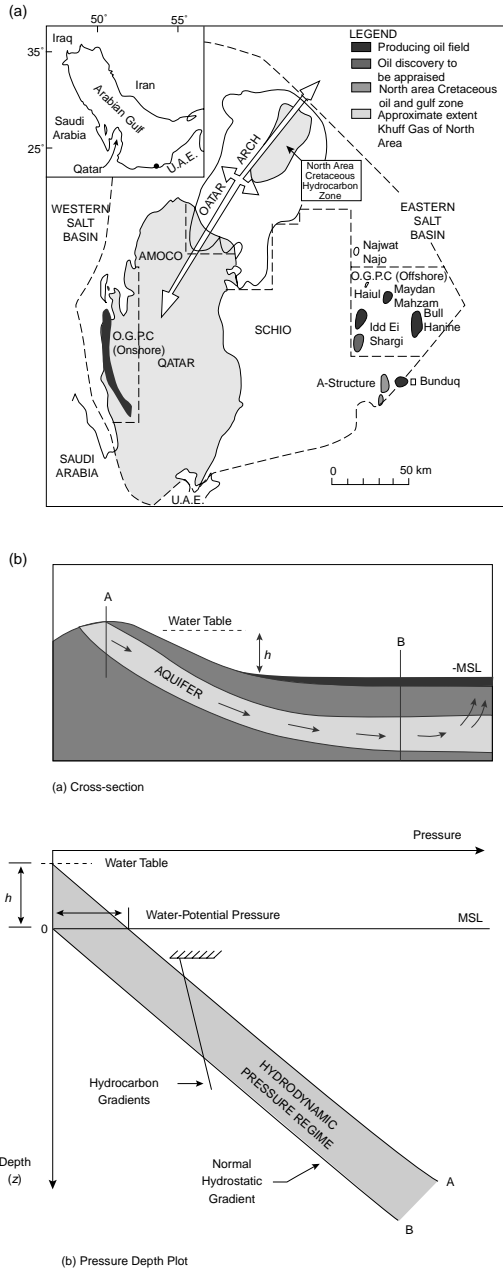 (a)
50°
55°
Iraq
35°
Iran
Arabian Gulf
Saudi
Arabia
25°
Qatar
U.A.E.
LEGEND
Producing oil field
Oil discovery to
be appraised
North area Cretaceous
oil and gulf zone
Approximate extent
Khuff Gas of North
Area
QATAR ARCH
North Area
Cretaceous
Hydrocarbon
Zone
WESTERN
SALT
BASIN
EASTERN
SALT
BASIN
AMOCO
Najwat
Najo
O.G.P.C (Offshore)
Haiul
Maydan
Mahzam
Bull
Hanine
Idd Ei
Shargi
SCHIO
O.G.P.C
(Onshore)
QATAR
A-Structure
Bunduq
SAUDI
ARABIA
U.A.E.
0
50 km
(b)
A
Water Table
h
B
-MSL
AQUIFER
(a) Cross-section
Pressure
Water Table
h
Water-Potential Pressure
0
MSL
Hydrocarbon
Gradients
HYDRODYNAMIC
PRESSURE REGIME
Normal
Hydrostatic
Gradient
Depth
(z)
A
B
(b) Pressure Depth Plot